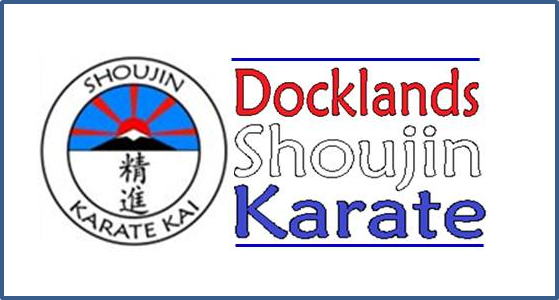 SHOUJIN
精
進
KARATE KAI
Docklands
Shoujin
Karate